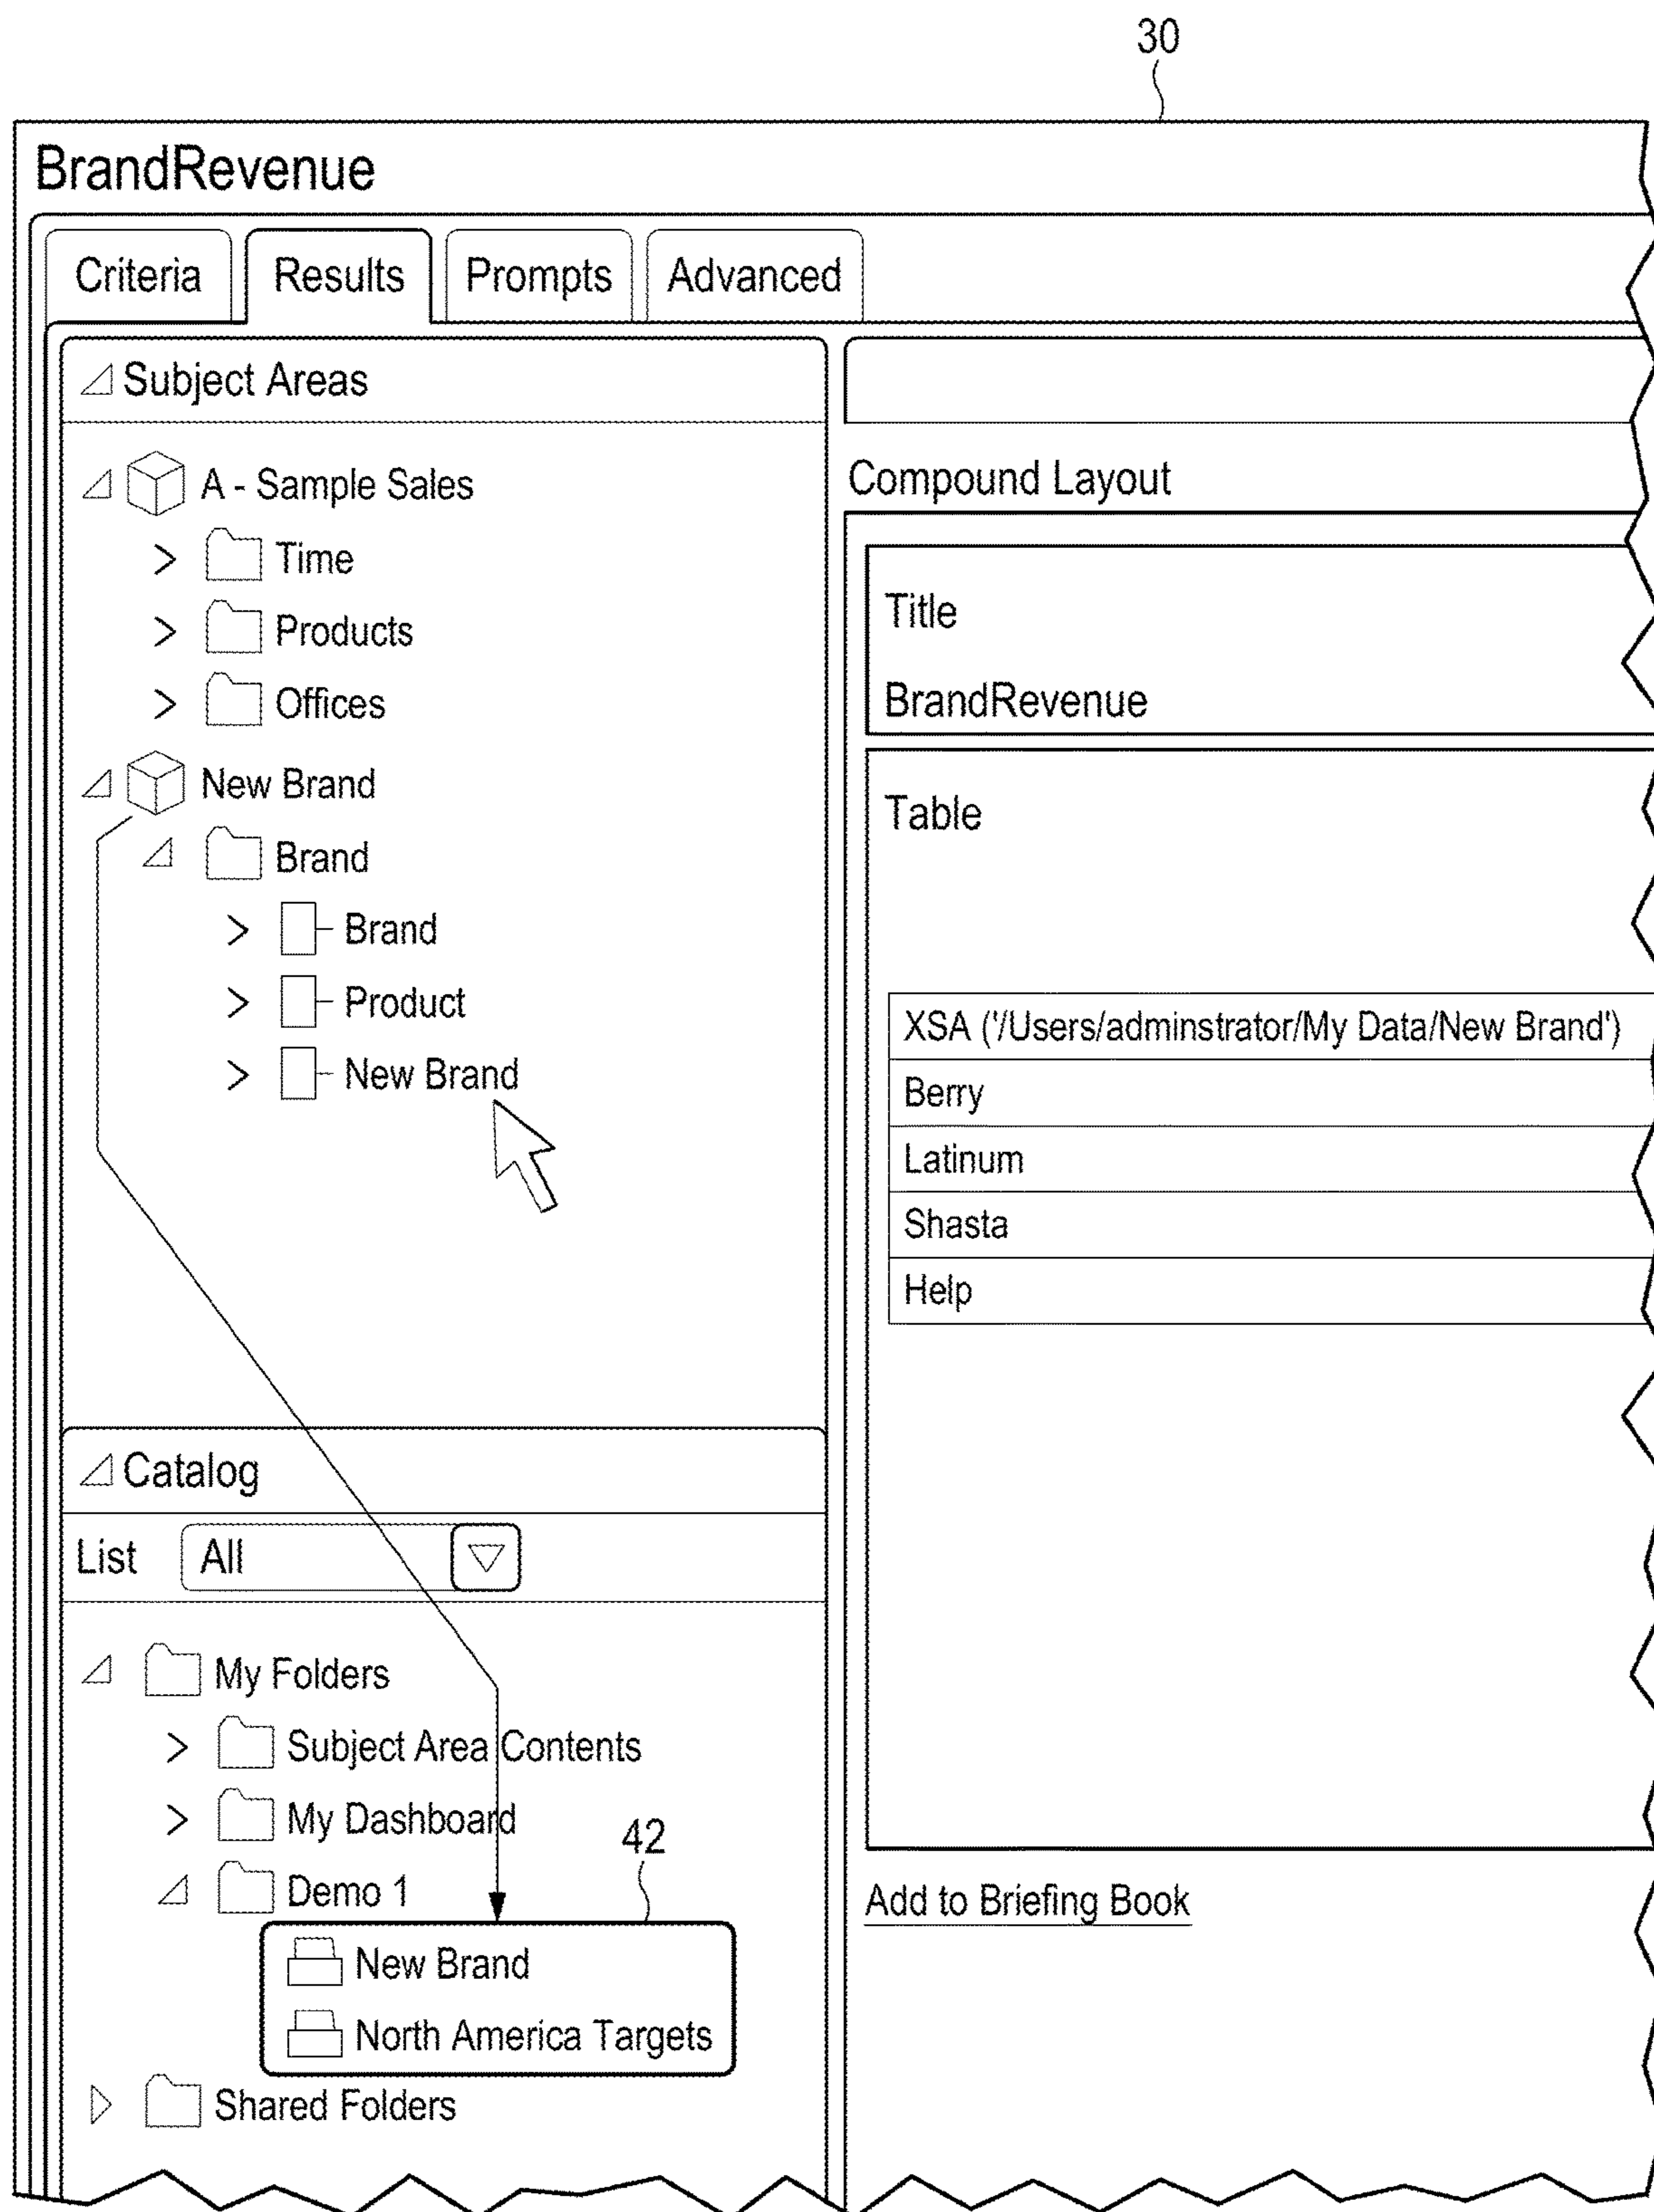 30
BrandRevenue
Criteria Results Prompts Advanced
Subject Areas
A - Sample Sales
Time
Products
Offices
New Brand
Brand
Brand
Product
New Brand
Catalog
List All
My Folders
Subject Area Contents
My Dashboard
42
Demo 1
New Brand
North America Targets
Shared Folders
Compound Layout
Title
BrandRevenue
Table
XSA ('/Users/adminstrator/My Data/New Brand')
Berry
Latinum
Shasta
Help
Add to Briefing Book